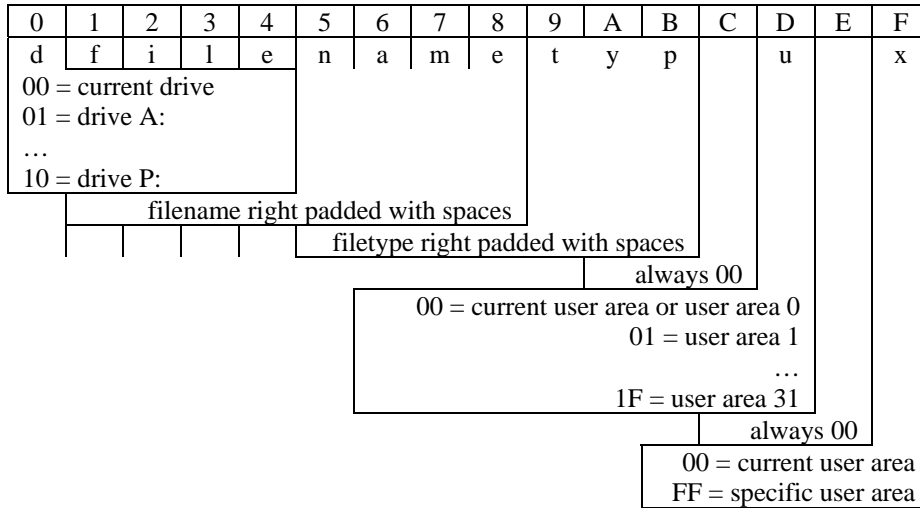 0 1 2 3 4 5 6 7 8 9 A B C D E F
d f i l e n a m e t y p u x
00 = current drive
01 = drive A:
…
10 = drive P:
filename right padded with spaces
filetype right padded with spaces
always 00
00 = current user area or user area 0
01 = user area 1
…
1F = user area 31
always 00
00 = current user area
FF = specific user area